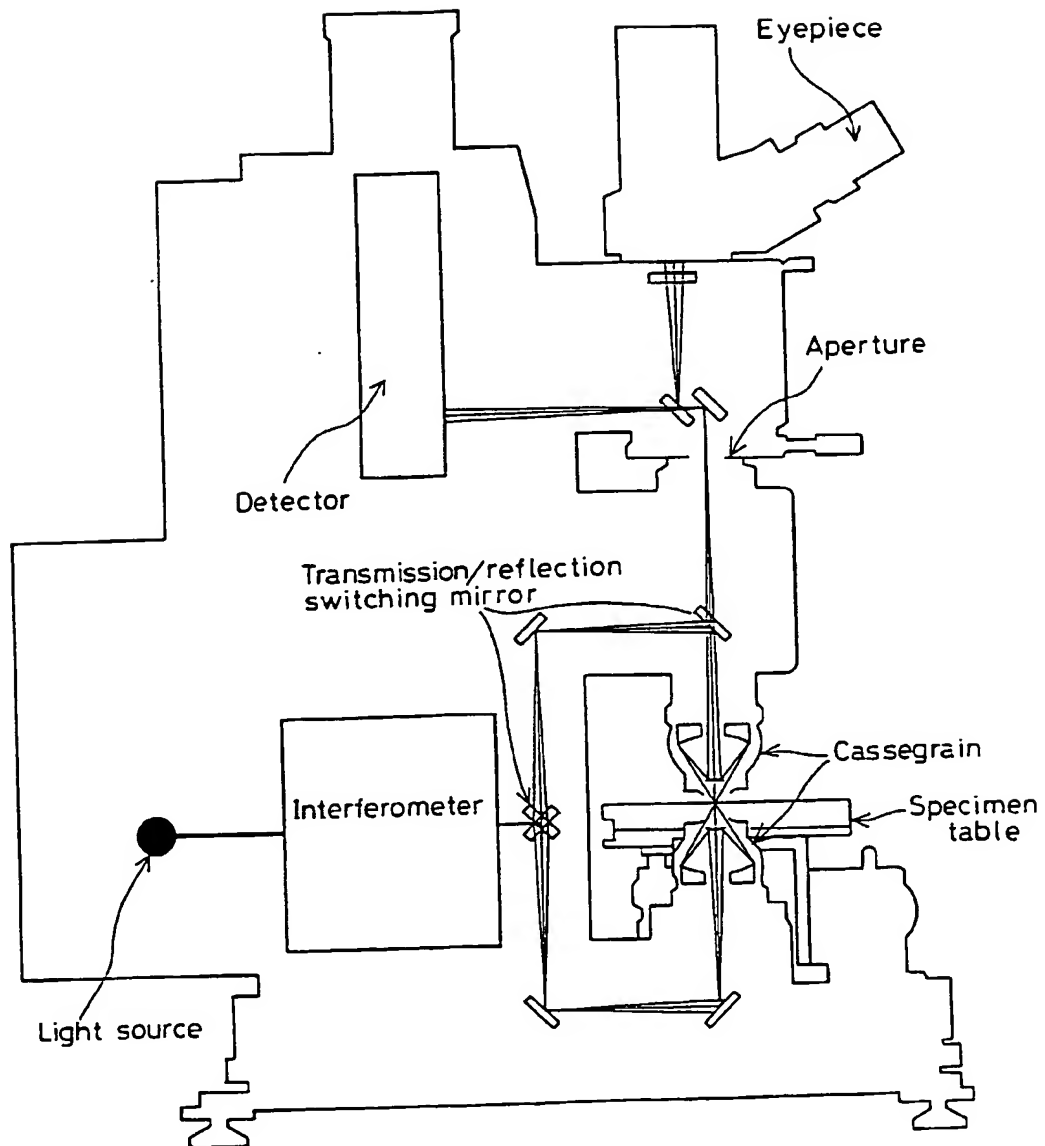 Eyepiece
Aperture
Detector
Transmission/reflection
switching mirror
Cassegrain
Interferometer
Specimen
table
Light source